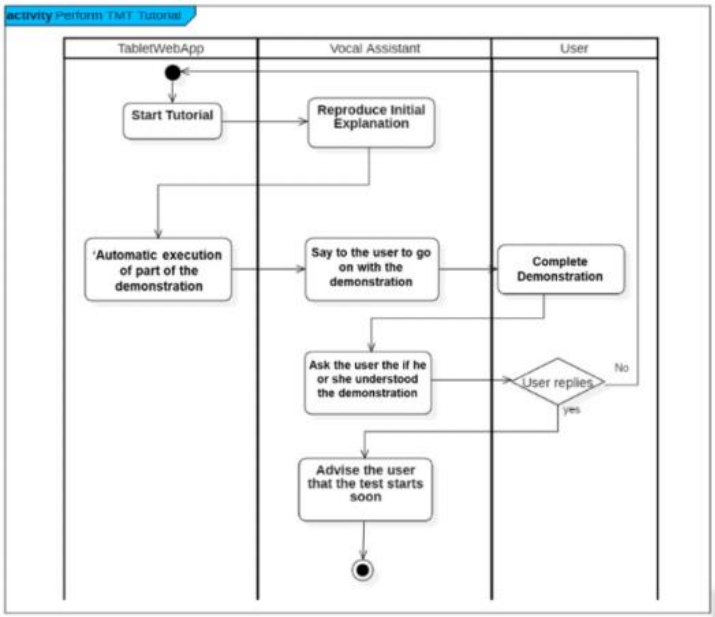 activity Perform TMT Tutorial
TabletWebApp
Vocal Assistant
User
Start Tutorial
Reproduce Initial
Explanation
'Automatic execution
of part of the
demonstration
Say to the user to go
on with the
demonstration
Complete
Demonstration
Ask the user the if he
or she understood
the demonstration
User replies
No
yes
Advise the user
that the test starts
soon